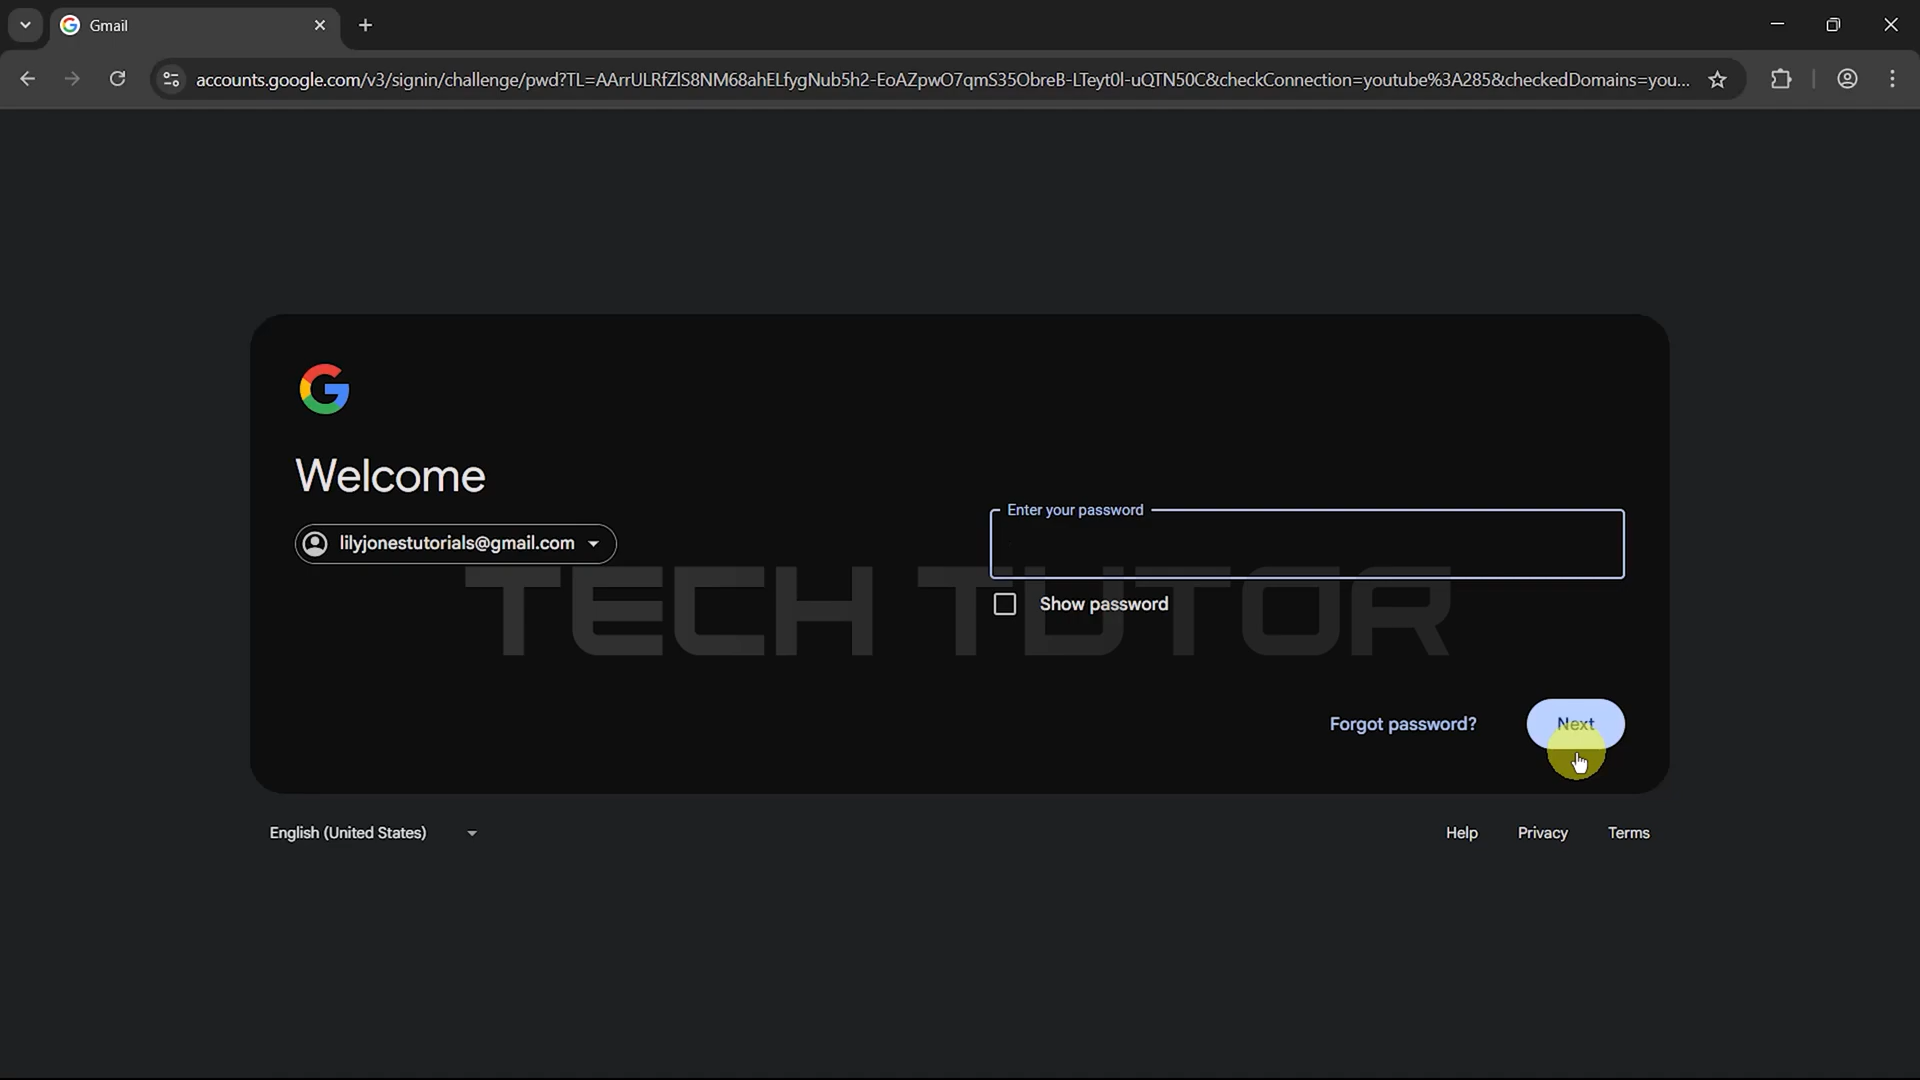 Gmail
accounts.google.com/v3/signin/challenge/pwd?TL=AArrULRfZlS8NM68ahELfygNub5h2-EoAZpwO7qmS35ObreB-LTeyt0l-uQTN50C&checkConnection=youtube%3A285&checkedDomains=you...
Welcome
Enter your password
lilyjonestutorials@gmail.com
TECH TUTOR
Show password
Forgot password?
Next
English (United States)
Help
Privacy
Terms